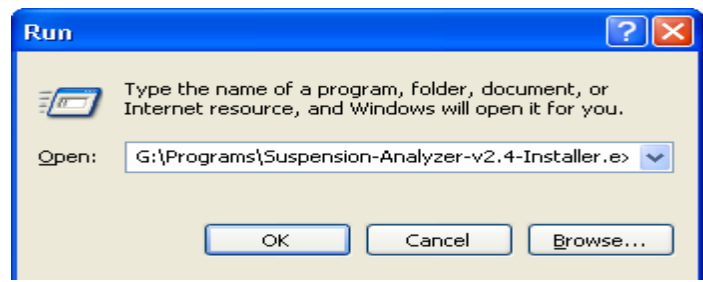 Run
Type the name of a program, folder, document, or
Internet resource, and Windows will open it for you.
Open: G:\Programs\Suspension-Analyzer-v2.4-Installer.e
OK Cancel Browse...